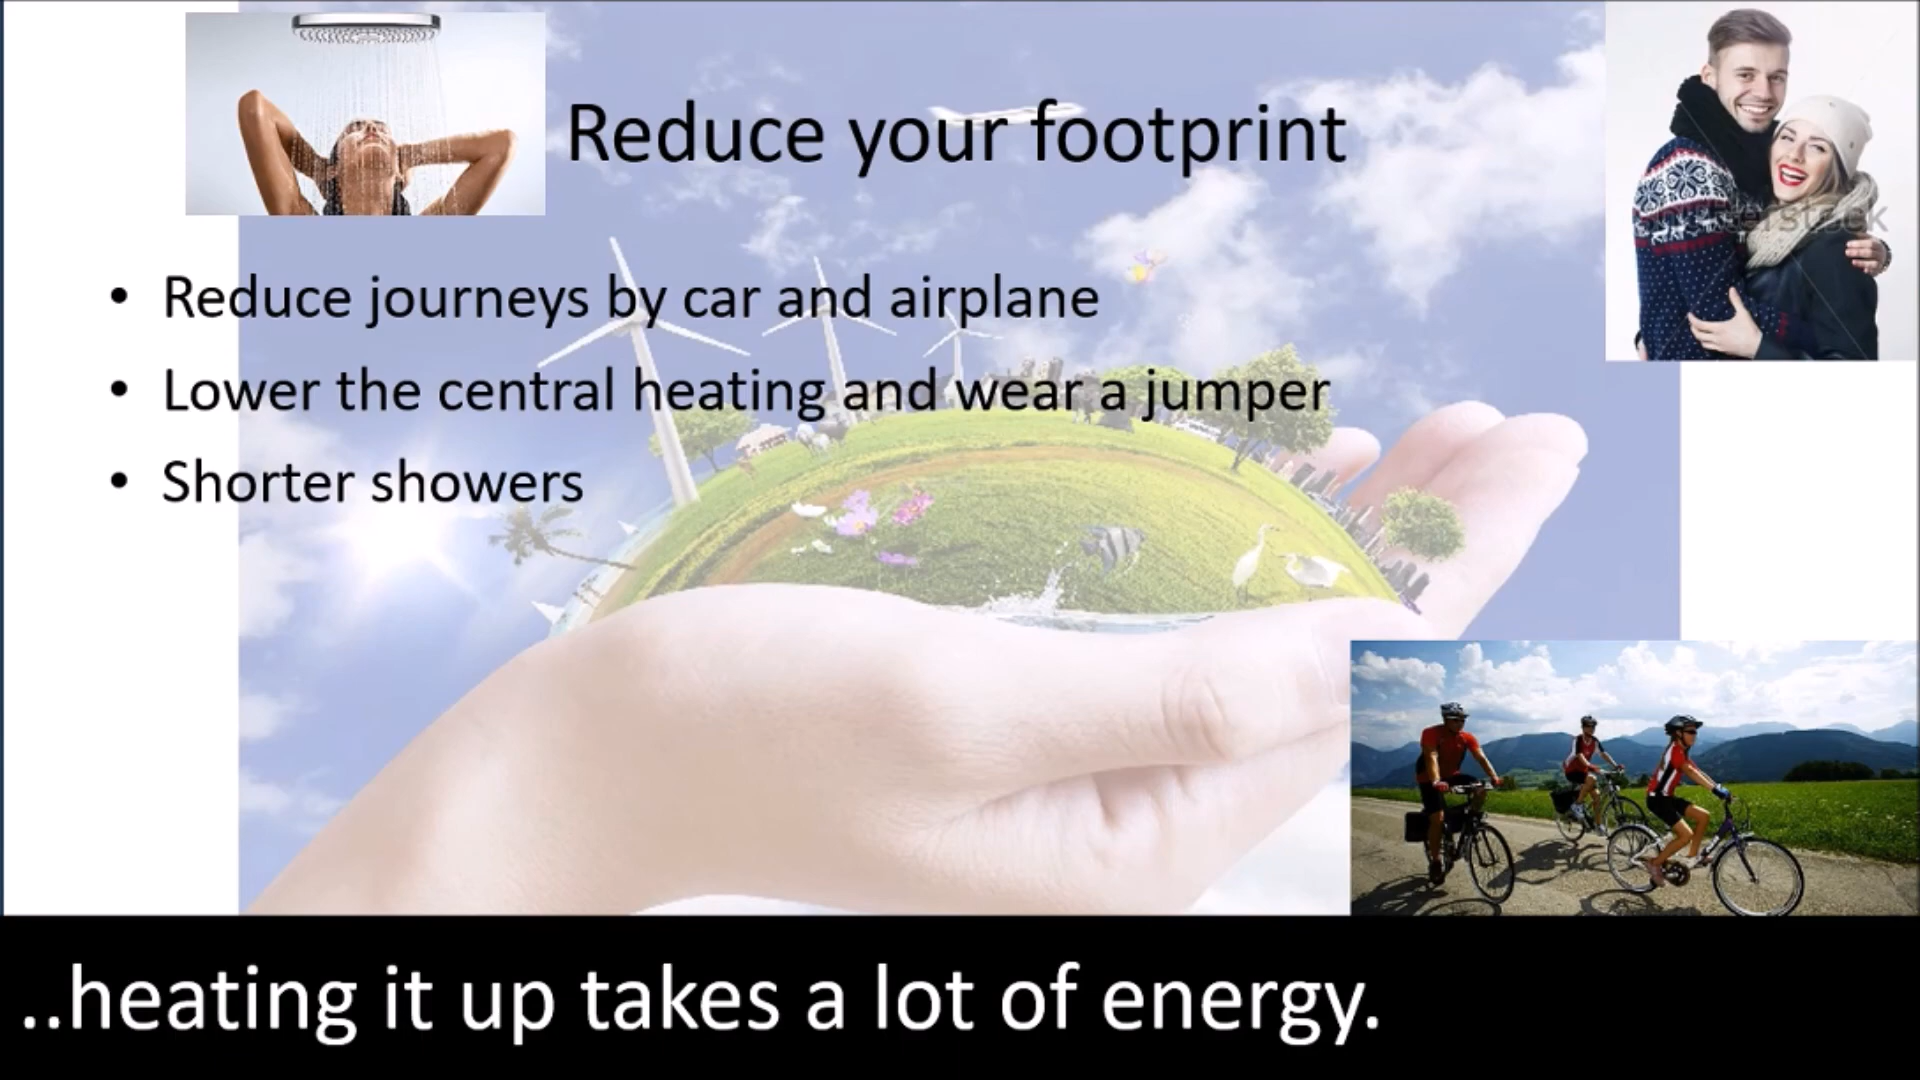 Reduce your footprint
shutterstock
• Reduce journeys by car and airplane
• Lower the central heating and wear a jumper
• Shorter showers
..heating it up takes a lot of energy.